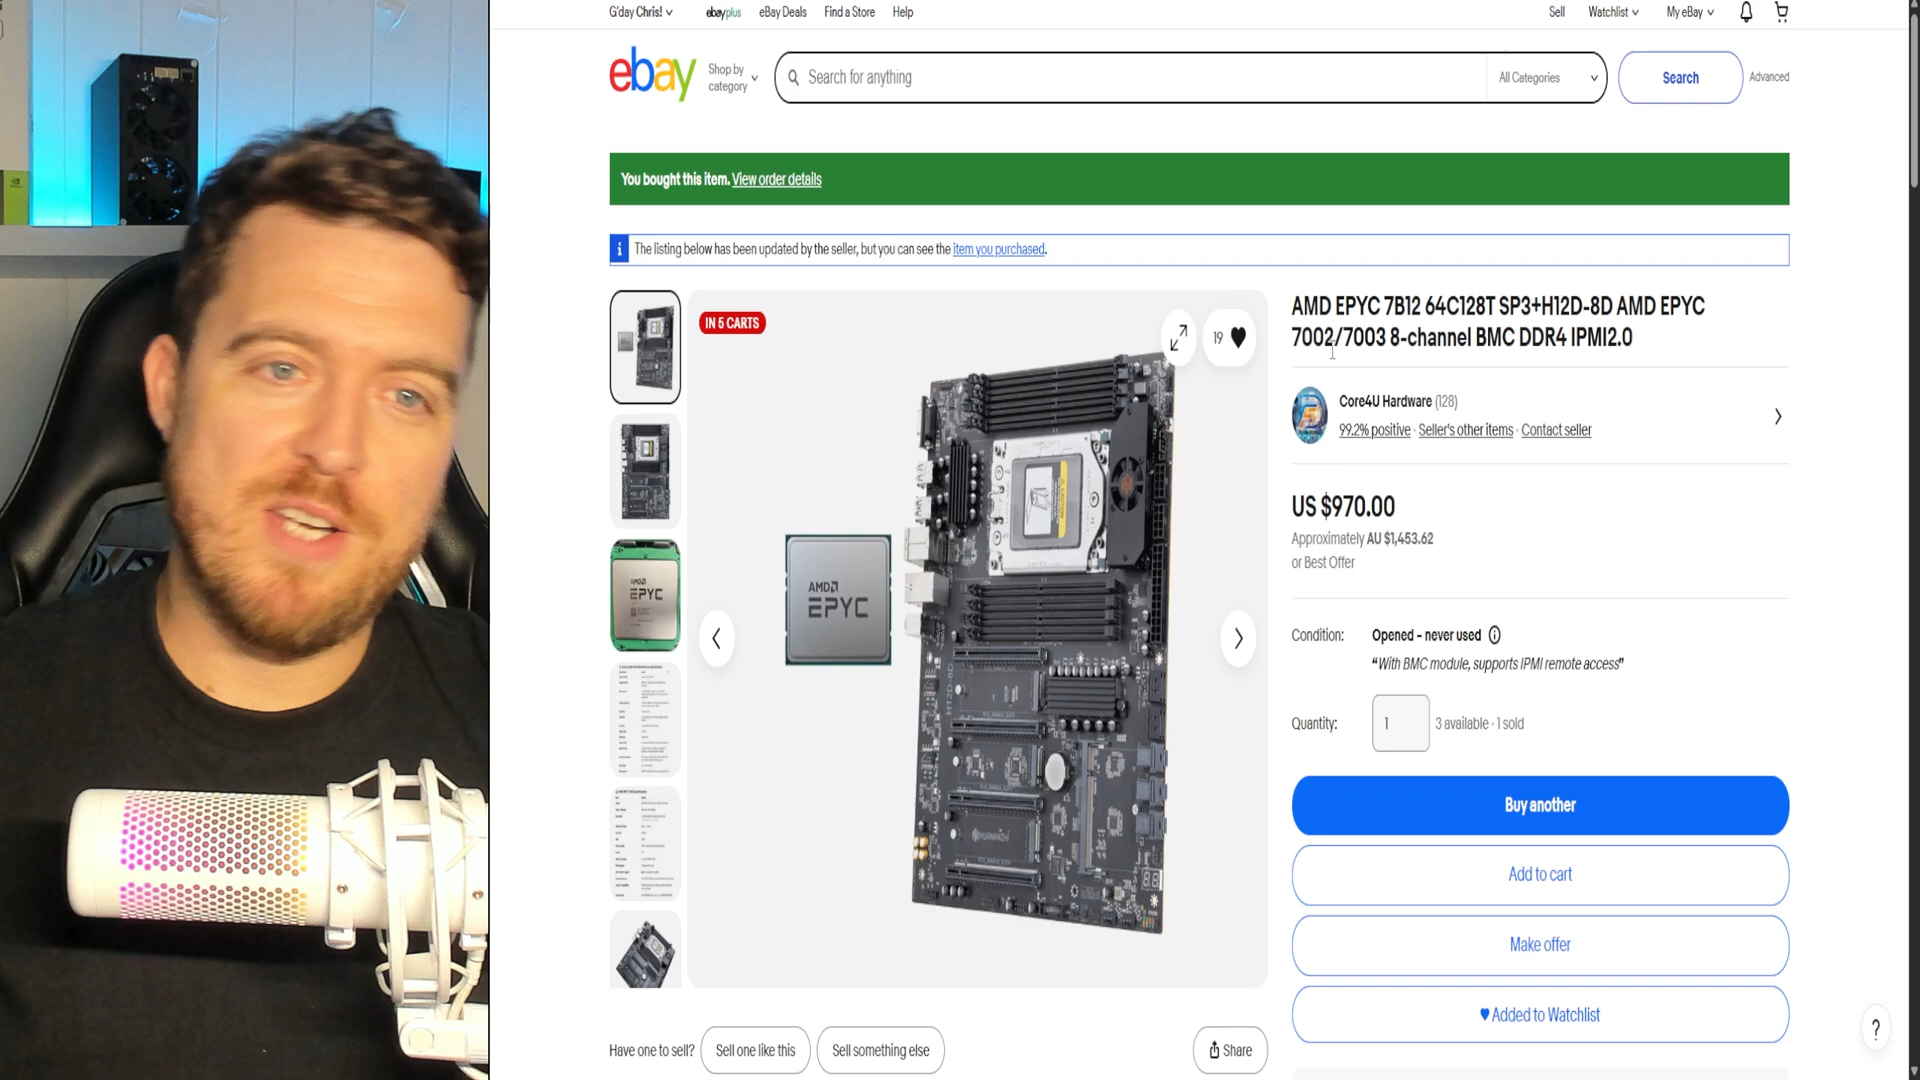 G'day Chris!
ebayplus
eBay Deals
Find a Store
Help
Sell
Watchlist
My eBay
ebay
Shop by
category
Search for anything
All Categories
Search
Advanced
You bought this item. View order details
The listing below has been updated by the seller, but you can see the item you purchased.
IN 5 CARTS
19
AMD
EPYC
AMD
EPYC
H12D-8D
HUANANZHI
AMD EPYC 7B12 64C128T SP3+H12D-8D AMD EPYC
7002/7003 8-channel BMC DDR4 IPMI2.0
Core4U Hardware (128)
99.2% positive · Seller's other items · Contact seller
US $970.00
Approximately AU $1,453.62
or Best Offer
Condition:
Opened – never used
“With BMC module, supports IPMI remote access”
Quantity:
1
3 available · 1 sold
Buy another
Add to cart
Make offer
Added to Watchlist
Have one to sell?
Sell one like this
Sell something else
Share
?